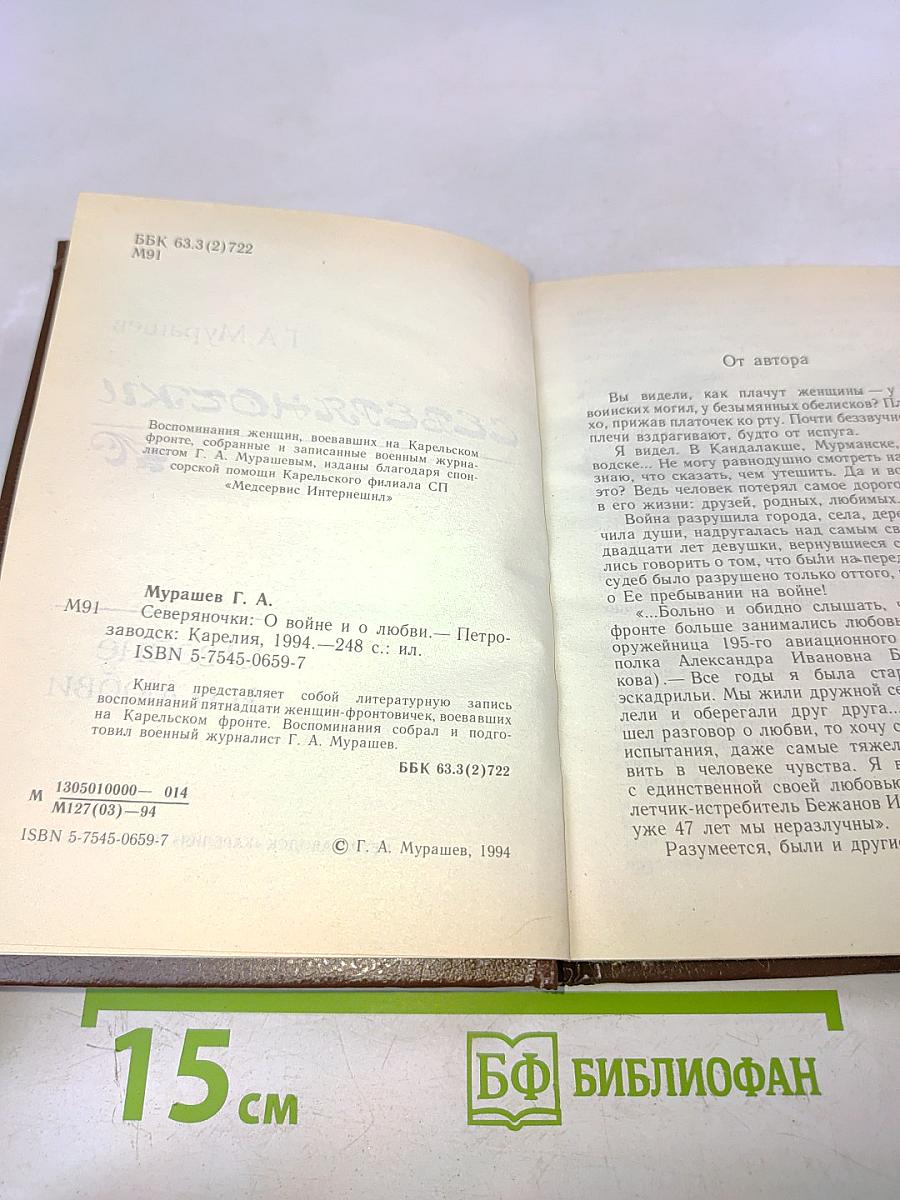 ББК 63.3(2)722
М91
Воспоминания женщин, воевавших на Карельском
фронте, собранные и записанные военным журна-
листом Г. А. Мурашевым, изданы благодаря спон-
сорской помощи Карельского филиала СП
«Медсервис Интернешнл»
Мурашев Г. А.
М91 Северяночки: О войне и о любви.— Петро-
заводск: Карелия, 1994.—248 с.: ил.
ISBN 5-7545-0659-7
Книга представляет собой литературную запись
воспоминаний пятнадцати женщин-фронтовичек, воевавших
на Карельском фронте. Воспоминания собрал и подго-
товил военный журналист Г. А. Мурашев.
ББК 63.3(2)722
М 1305010000— 014
М127(03)—94
ISBN 5-7545-0659-7
© Г. А. Мурашев, 1994
От автора
Вы видели, как плачут женщины — у
воинских могил, у безымянных обелисков?
хо, прижав платочек ко рту. Почти беззвучно
плечи вздрагивают, будто от испуга.
Я видел. В Кандалакше, Мурманске,
водске... Не могу равнодушно смотреть на
знаю, что сказать, чем утешить. Да и
это? Ведь человек потерял самое дорогое
в его жизни: друзей, родных, любимых.
Война разрушила города, села,
чила души, надругалась над самым
двадцати лет девушки, вернувшиеся с
лись говорить о том, что были на
судеб было разрушено только оттого,
о Ее пребывании на войне!
«...Больно и обидно слышать,
фронте больше занимались любовь
оружейница 195-го авиационного
полка Александра Ивановна Б
кова).— Все годы я была стар
эскадрильи. Мы жили дружной се
лели и оберегали друг друга...
шел разговор о любви, то хочу с
испытания, даже самые тяжел
вить в человеке чувства. Я в
с единственной своей любовью
летчик-истребитель Бежанов И
уже 47 лет мы неразлучны».
Разумеется, были и другие
15 см
БФ БИБЛИОФАН